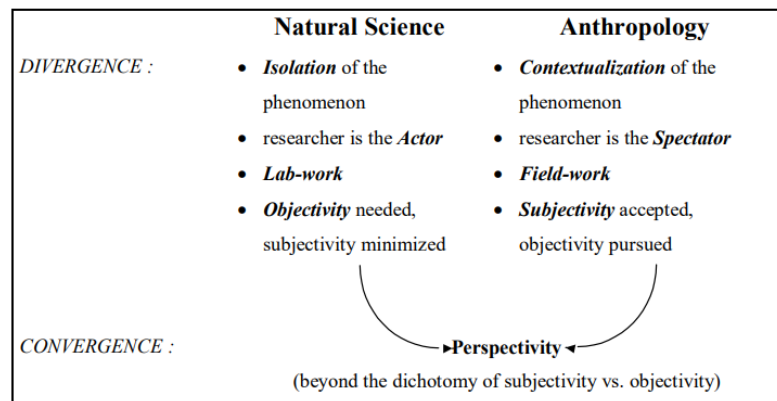 Natural Science Anthropology
DIVERGENCE : • Isolation of the • Contextualization of the
phenomenon phenomenon
• researcher is the Actor • researcher is the Spectator
• Lab-work • Field-work
• Objectivity needed, • Subjectivity accepted,
subjectivity minimized objectivity pursued
CONVERGENCE : Perspectivity
(beyond the dichotomy of subjectivity vs. objectivity)